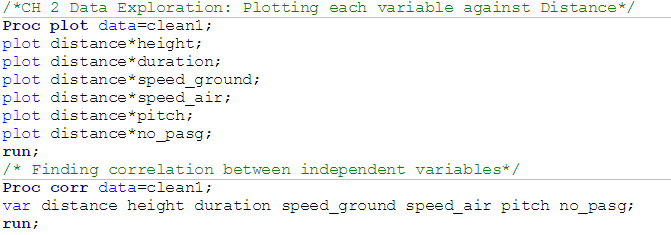 /*CH 2 Data Exploration: Plotting each variable against Distance*/
Proc plot data=clean1;
plot distance*height;
plot distance*duration;
plot distance*speed_ground;
plot distance*speed_air;
plot distance*pitch;
plot distance*no_pasg;
run;
/* Finding correlation between independent variables*/
Proc corr data=clean1;
var distance height duration speed_ground speed_air pitch no_pasg;
run;